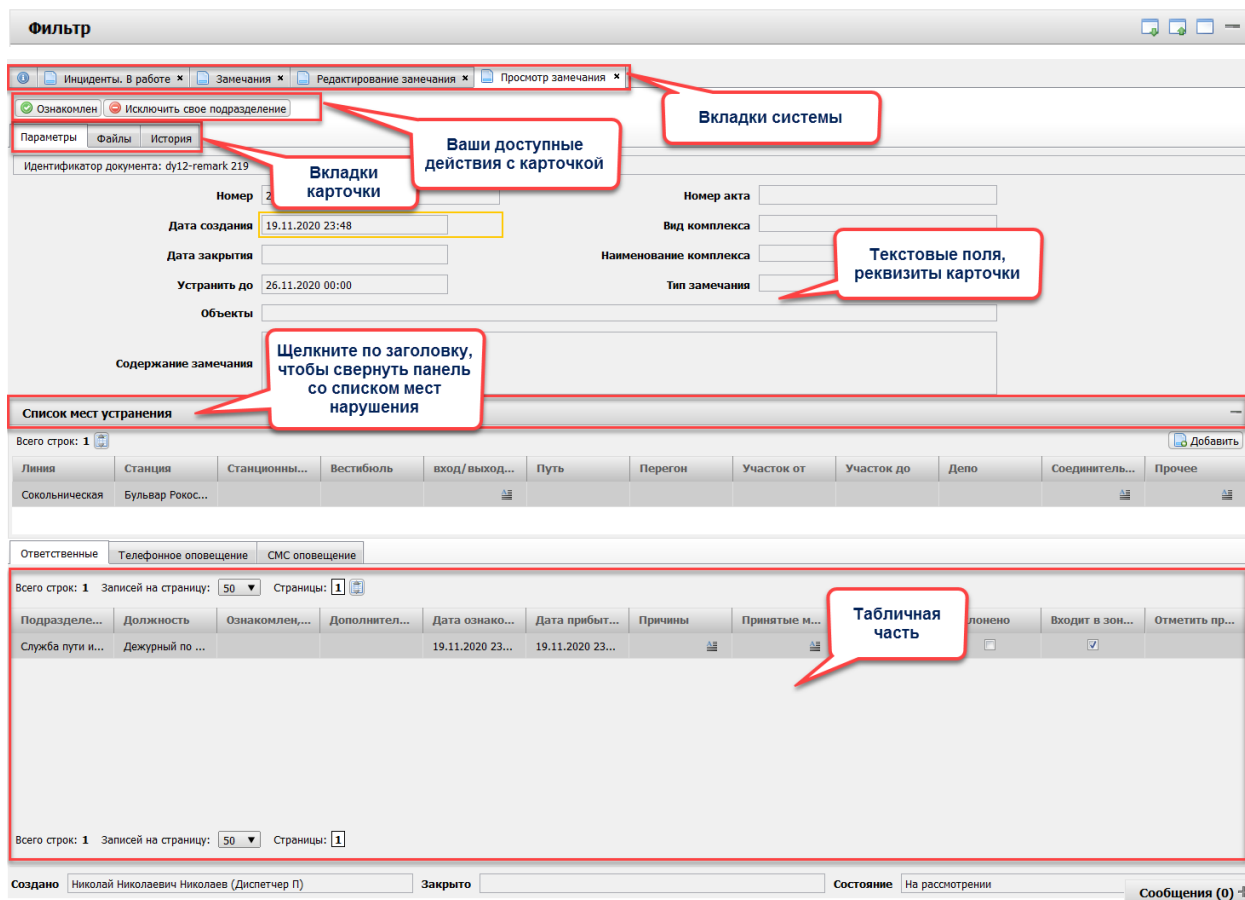 Фильтр
Инциденты. В работе × Замечания × Редактирование замечания × Просмотр замечания ×
Вкладки системы
Ознакомлен Исключить свое подразделение
Ваши доступные
действия с карточкой
Параметры Файлы История
Вкладки
карточки
Идентификатор документа: dy12-remark 219
Номер 2 Номер акта
Дата создания 19.11.2020 23:48 Вид комплекса
Дата закрытия Наименование комплекса
Текстовые поля,
реквизиты карточки
Устранить до 26.11.2020 00:00 Тип замечания
Объекты
Содержание замечания
Щелкните по заголовку,
чтобы свернуть панель
со списком мест
нарушения
Список мест устранения
Всего строк: 1 Добавить
Линия Станция Станционны... Вестибюль вход/выход... Путь Перегон Участок от Участок до Депо Соединитель... Прочее
Сокольническая Бульвар Рокос...
Ответственные Телефонное оповещение СМС оповещение
Всего строк: 1 Записей на страницу: 50 Страницы: 1
Подразделе... Должность Ознакомлен,... Дополнител... Дата ознако... Дата прибыт... Причины Принятые м... лонено Входит в зон... Отметить пр...
Табличная
часть
Служба пути и... Дежурный по ... 19.11.2020 23... 19.11.2020 23...
Всего строк: 1 Записей на страницу: 50 Страницы: 1
Создано Николай Николаевич Николаев (Диспетчер П) Закрыто Состояние На рассмотрении
Сообщения (0)